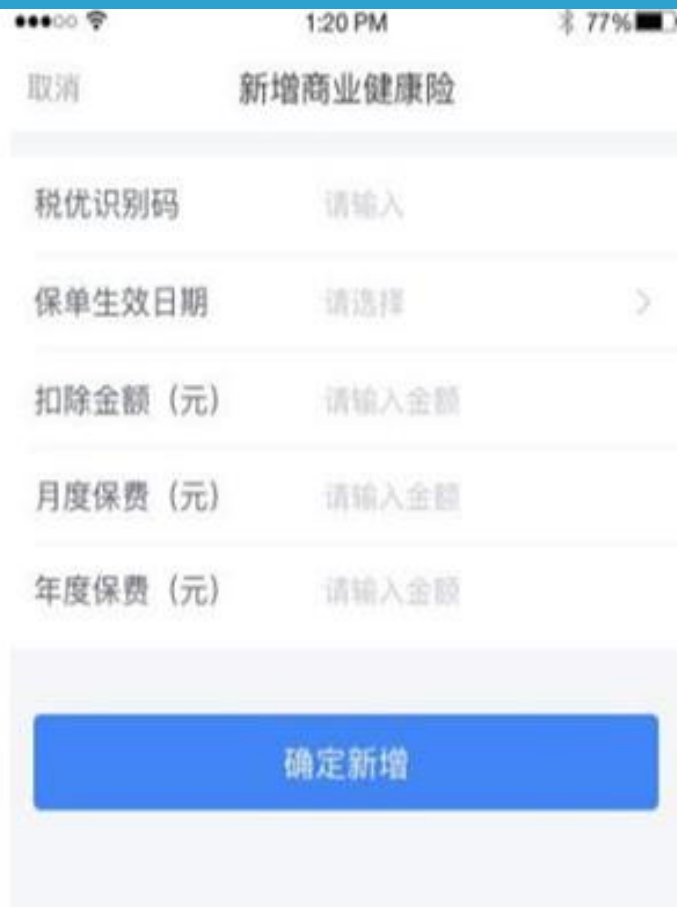 1:20 PM
77%
取消
新增商业健康险
税优识别码
请输入
保单生效日期
请选择
扣除金额（元）
请输入金额
月度保费（元）
请输入金额
年度保费（元）
请输入金额
确定新增